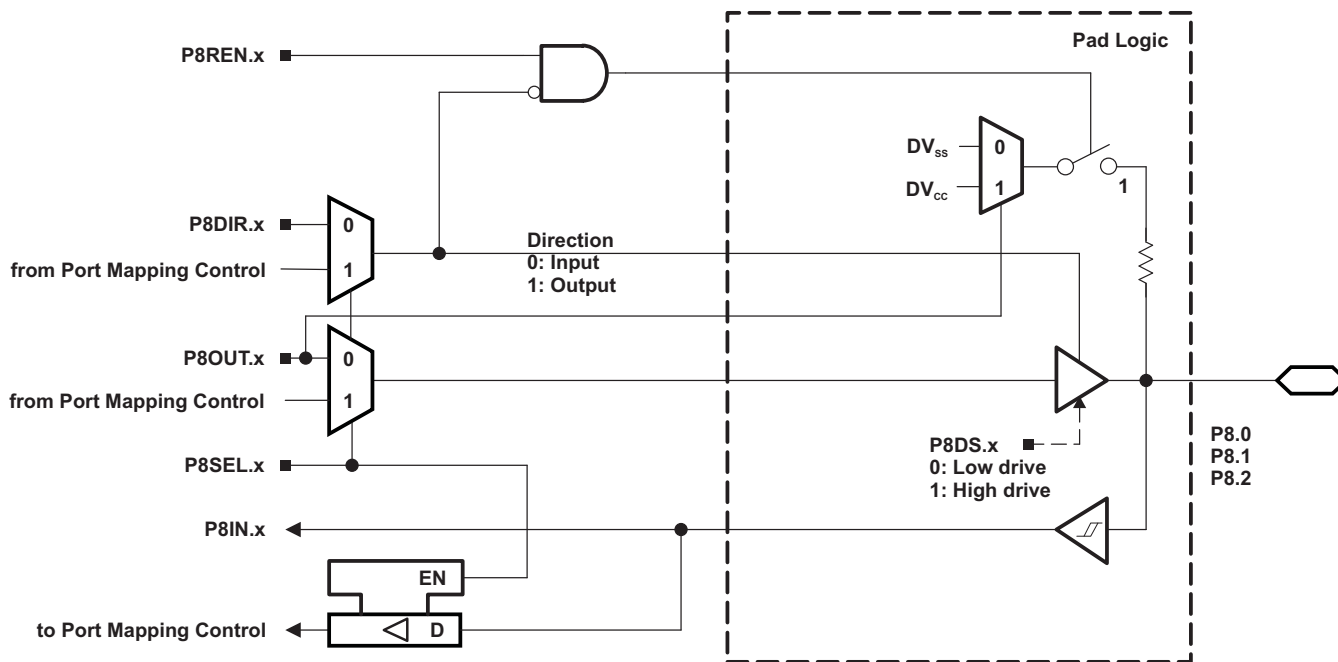 Pad Logic
P8REN.x
DVss
0
DVcc
1
1
P8DIR.x
0
from Port Mapping Control
1
Direction
0: Input
1: Output
P8OUT.x
0
from Port Mapping Control
1
P8DS.x
0: Low drive
1: High drive
P8.0
P8.1
P8.2
P8SEL.x
P8IN.x
EN
to Port Mapping Control
D